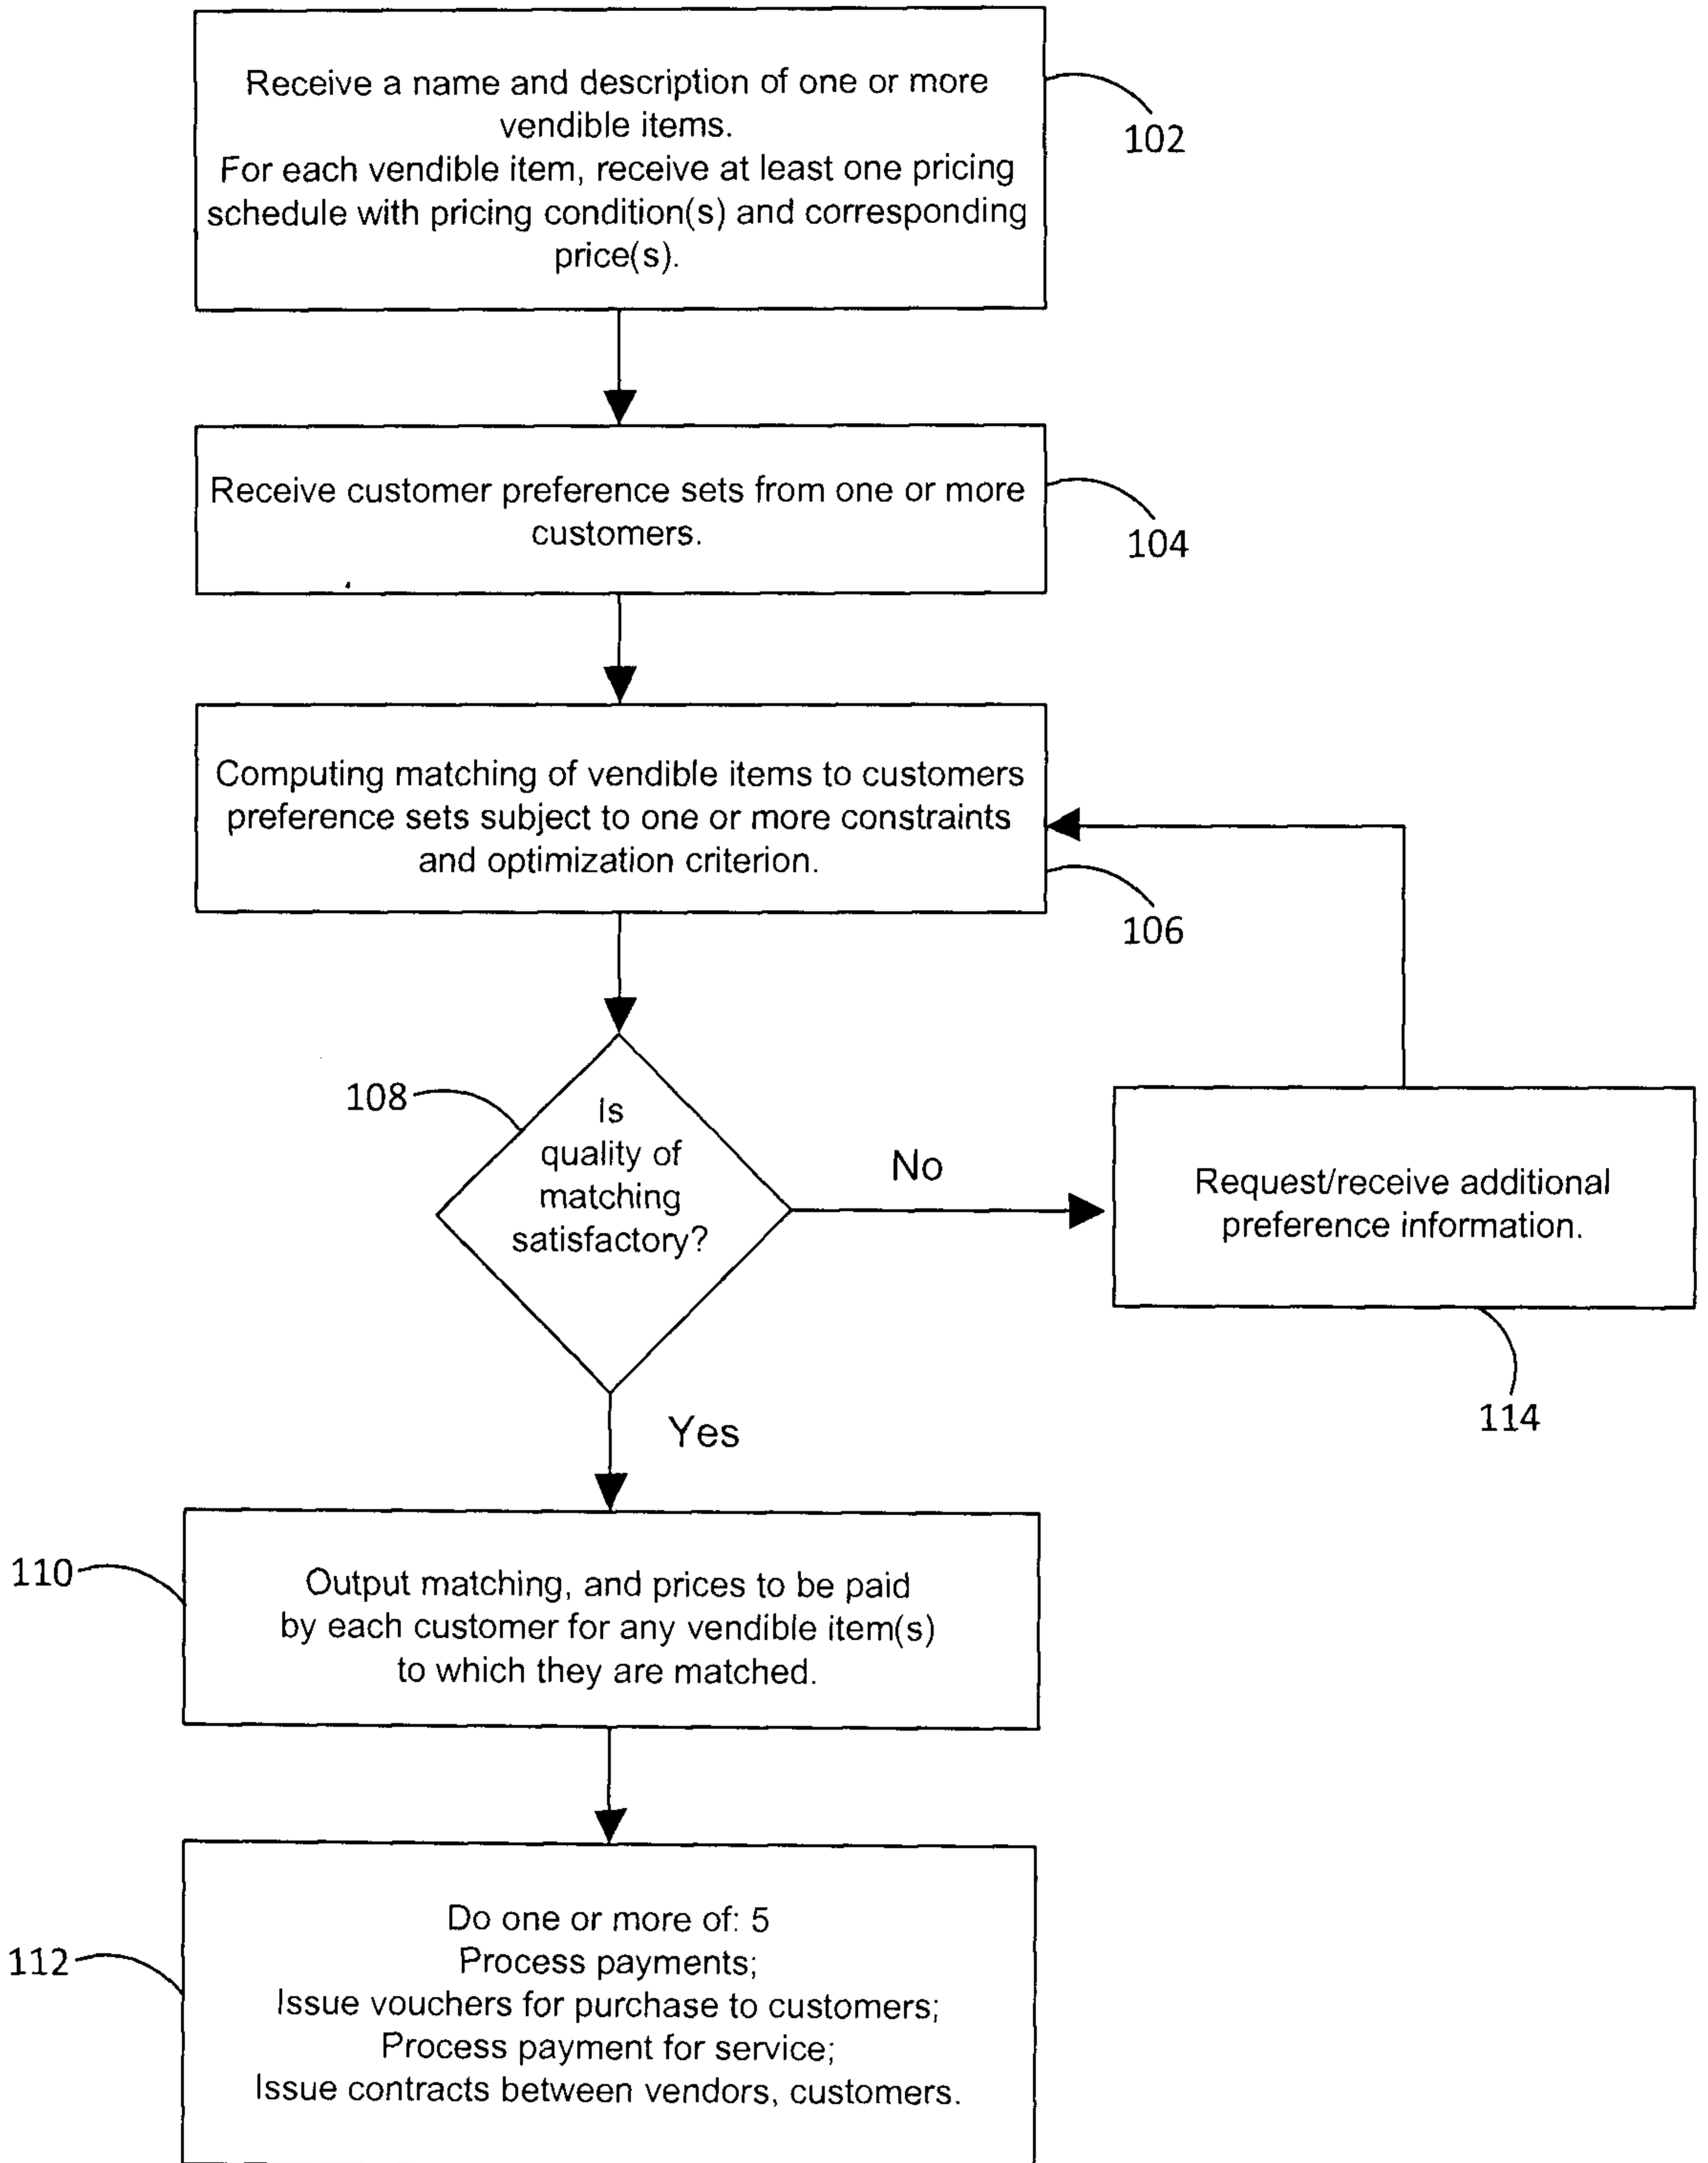 Receive a name and description of one or more
vendible items.
For each vendible item, receive at least one pricing
schedule with pricing condition(s) and corresponding
price(s).
102
Receive customer preference sets from one or more
customers.
104
Computing matching of vendible items to customers
preference sets subject to one or more constraints
and optimization criterion.
106
108
Is
quality of
matching
satisfactory?
No
Request/receive additional
preference information.
114
Yes
110
Output matching, and prices to be paid
by each customer for any vendible item(s)
to which they are matched.
112
Do one or more of: 5
Process payments;
Issue vouchers for purchase to customers;
Process payment for service;
Issue contracts between vendors, customers.